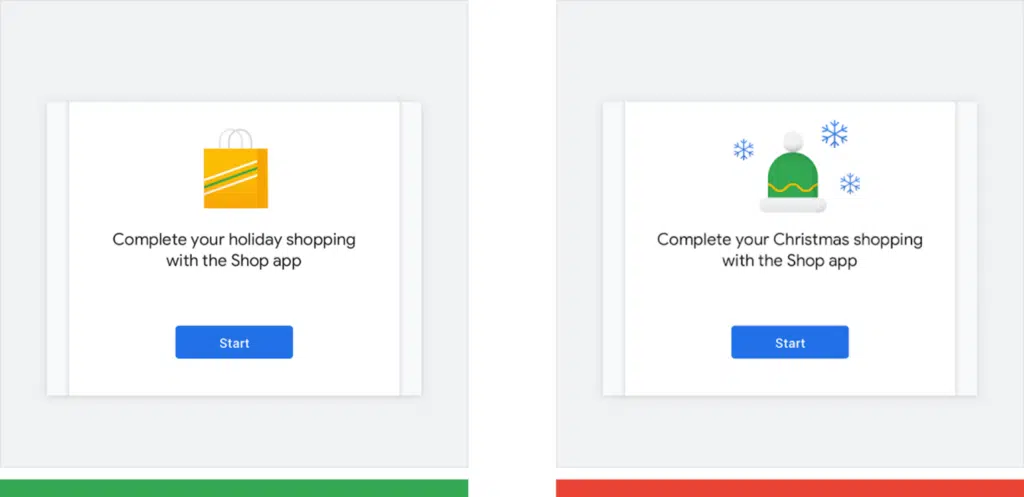 Complete your holiday shopping
with the Shop app
Start
Complete your Christmas shopping
with the Shop app
Start